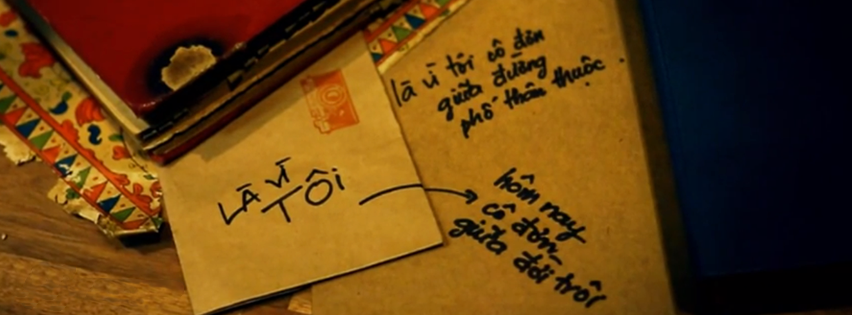 là vì tôi cô đơn
giữa đường
phố thân thuộc.
LÀ VÌ
TÔI
hôm nay
cô đơn
giữa đời trôi